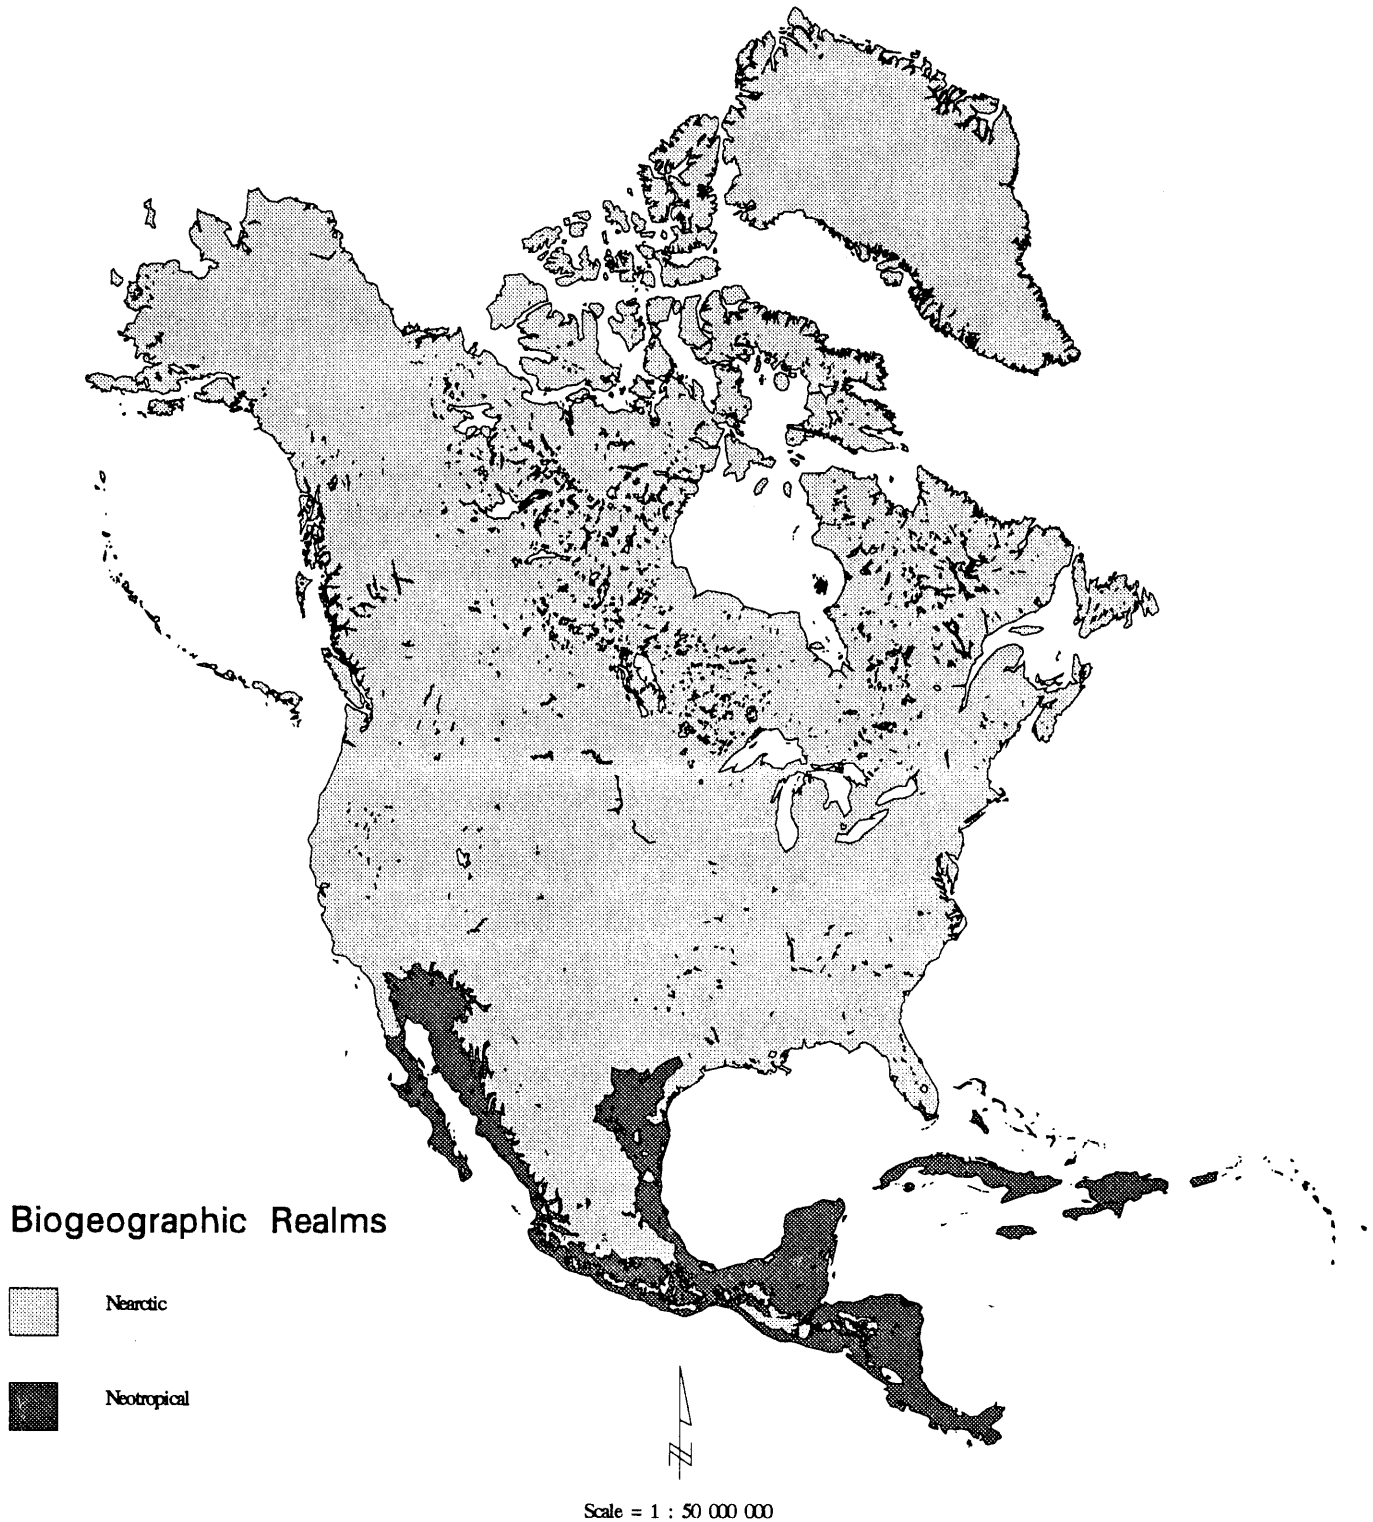 Biogeographic Realms
Nearctic
Neotropical
N
Scale = 1 : 50 000 000